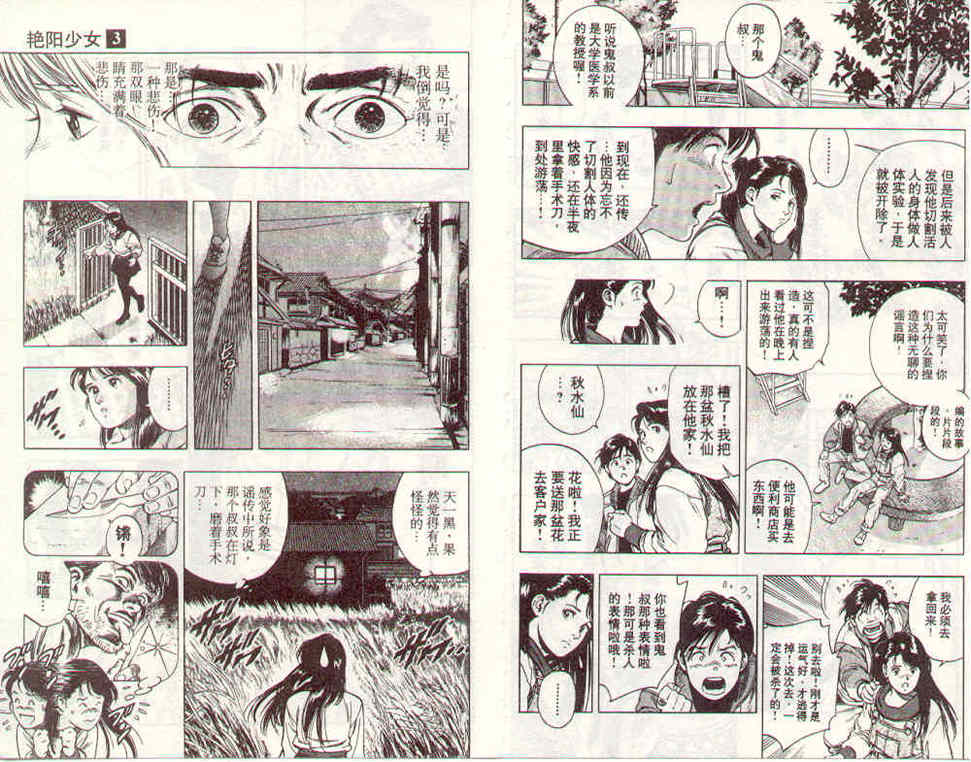 那个鬼
叔…
听说鬼叔以前
是大学医学系
的教授喔！
但是后来被人
发现他切割活
人的身体做人
体实验，于是
就被开除了。
………
到现在，还传
…他因为忘不
了切割人体的
快感，还在半夜
里拿着手术刀，
到处游荡…！
太可笑了，你
们为什么要捏
造这种无聊的
谣言啊！
这可不是捏
造，真的有人
看过他在晚上
出来游荡的！
啊…！
编的故事
，片片段
段的！
他可能是去
便利商店买
东西啊！
槽了！我把
那盆秋水仙
放在他家！
秋水仙
…？
花啦！我正
要送那盆花
去客户家！
我必须去
拿回来！
别去啦！刚才是
运气好，才逃得
掉！这次去，一
定会被杀了的！
你也看到鬼
叔那种表情啦
！那可是杀人
的表情啦哦！
………
艳阳少女 3
是吗？可是
我倒觉得…
那是…
一种悲伤！
那双眼
睛充满着
悲伤…
………
天一黑，果
然觉得有点
怪怪的…
感觉好象是
谣传中所说，
那个叔叔在灯
下，磨着手术
刀…
锵！
嘻嘻…